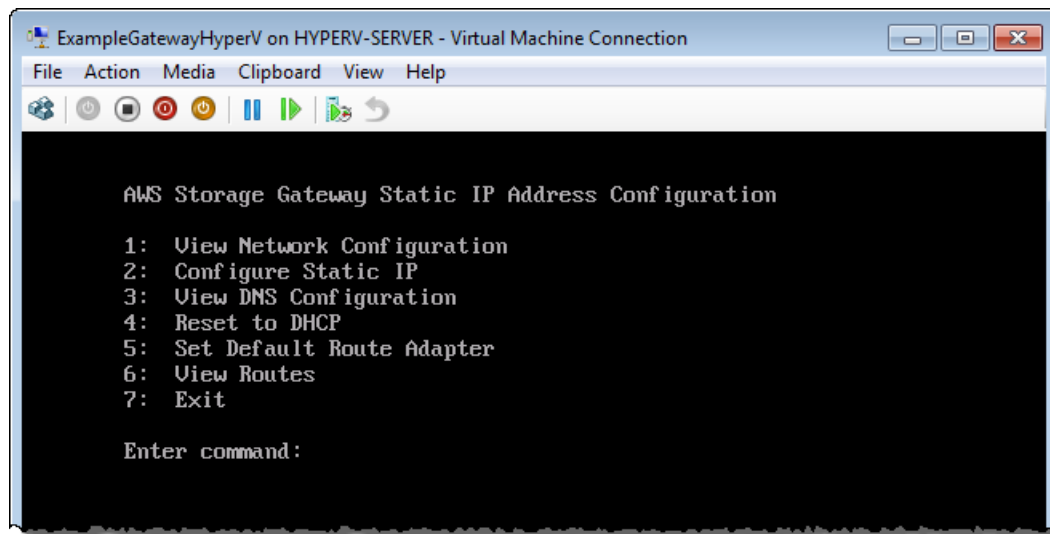 ExampleGatewayHyperV on HYPERV-SERVER - Virtual Machine Connection
File Action Media Clipboard View Help
AWS Storage Gateway Static IP Address Configuration
1: View Network Configuration
2: Configure Static IP
3: View DNS Configuration
4: Reset to DHCP
5: Set Default Route Adapter
6: View Routes
7: Exit
Enter command: